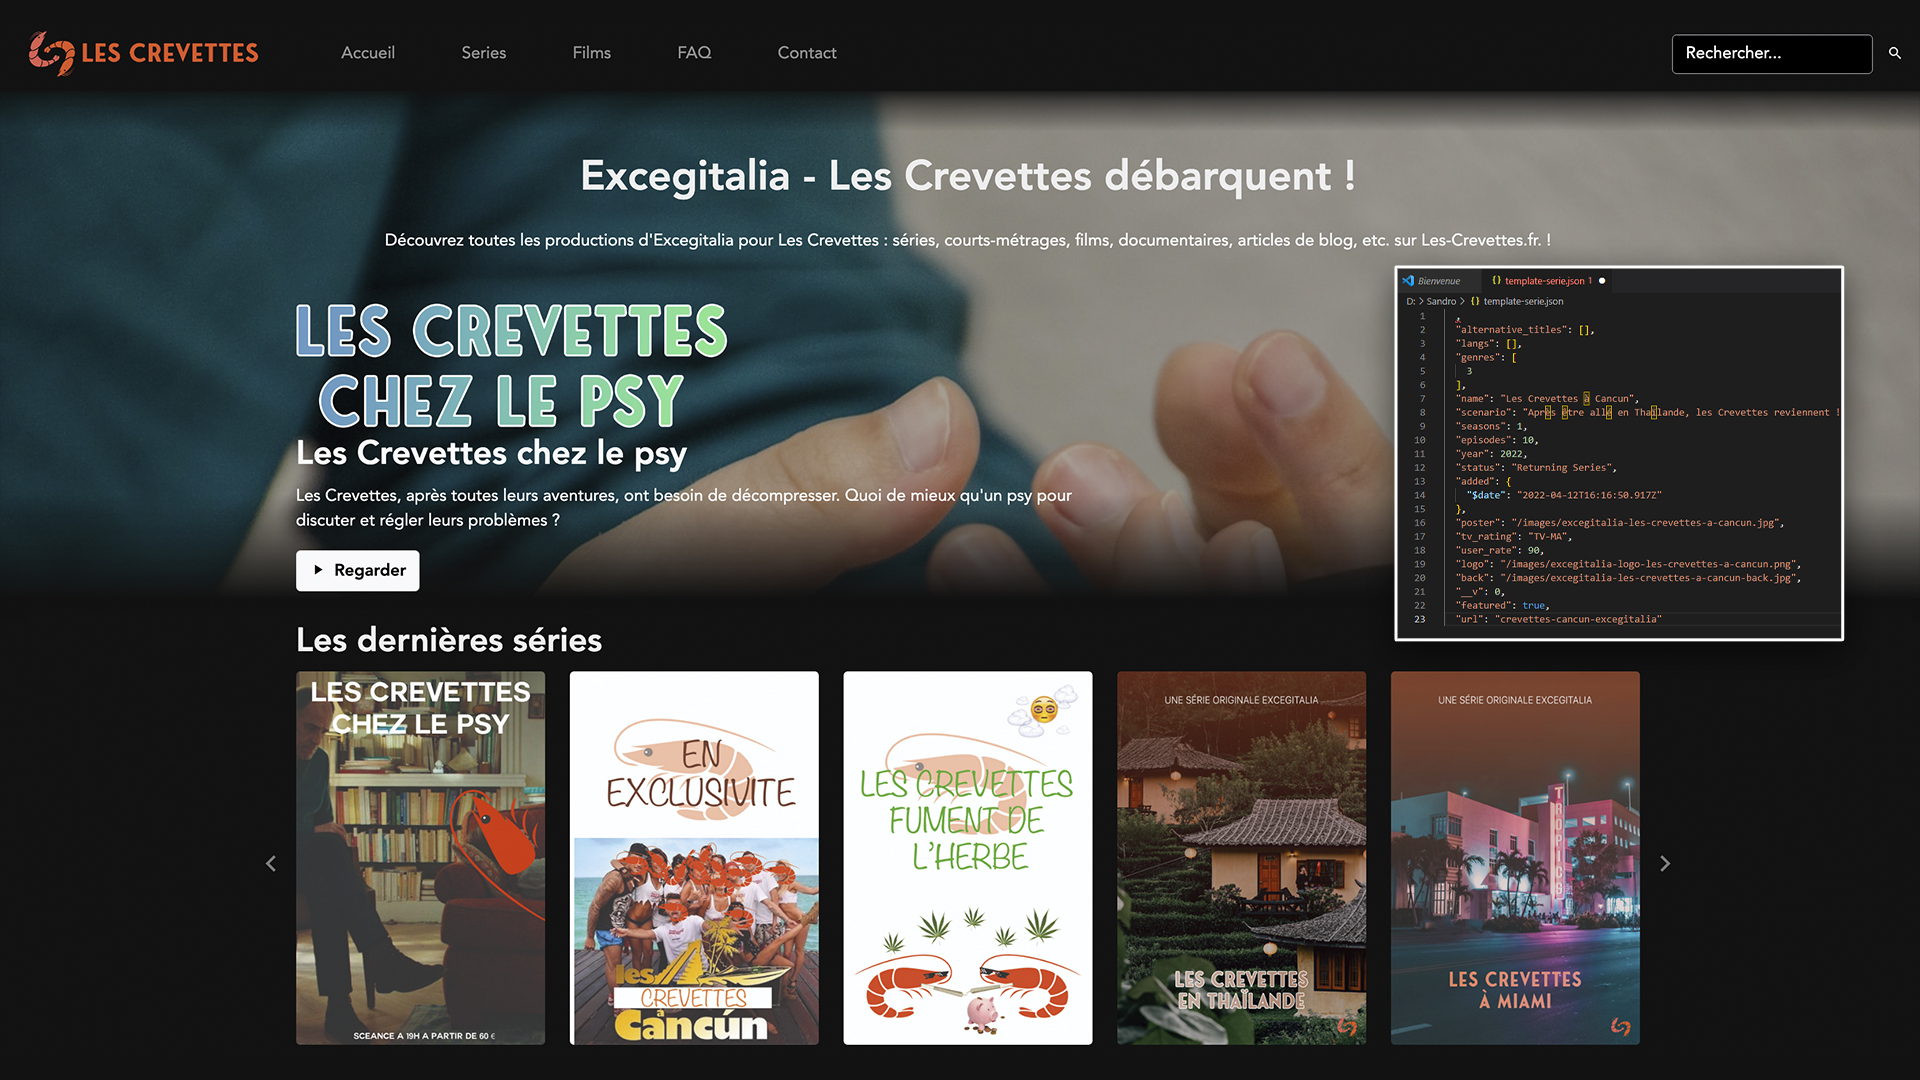 LES CREVETTES
Accueil
Series
Films
FAQ
Contact
Rechercher...
Excegitalia - Les Crevettes débarquent !
Découvrez toutes les productions d'Excegitalia pour Les Crevettes : séries, courts-métrages, films, documentaires, articles de blog, etc. sur Les-Crevettes.fr. !
LES CREVETTES
CHEZ LE PSY
Les Crevettes chez le psy
Les Crevettes, après toutes leurs aventures, ont besoin de décompresser. Quoi de mieux qu'un psy pour
discuter et régler leurs problèmes ?
Regarder
Bienvenue
{} template-serie.json 1
D: > Sandro > {} template-serie.json
1 ,
2 "alternative_titles": [],
3 "langs": [],
4 "genres": [
5 3
6 ],
7 "name": "Les Crevettes à Cancun",
8 "scenario": "Après être allé en Thaïlande, les Crevettes reviennent !
9 "seasons": 1,
10 "episodes": 10,
11 "year": 2022,
12 "status": "Returning Series",
13 "added": {
14 "$date": "2022-04-12T16:16:50.917Z"
15 },
16 "poster": "/images/excegitalia-les-crevettes-a-cancun.jpg",
17 "tv_rating": "TV-MA",
18 "user_rate": 90,
19 "logo": "/images/excegitalia-logo-les-crevettes-a-cancun.png",
20 "back": "/images/excegitalia-les-crevettes-a-cancun-back.jpg",
21 "__v": 0,
22 "featured": true,
23 "url": "crevettes-cancun-excegitalia"
Les dernières séries
LES CREVETTES
CHEZ LE PSY
SCEANCE A 19H A PARTIR DE 60 €
EN
EXCLUSIVITE
les
CREVETTES
à
Cancún
LES CREVETTES
FUMENT DE
L'HERBE
UNE SÉRIE ORIGINALE EXCEGITALIA
LES CREVETTES
EN THAÏLANDE
UNE SÉRIE ORIGINALE EXCEGITALIA
TROPICS
LES CREVETTES
À MIAMI